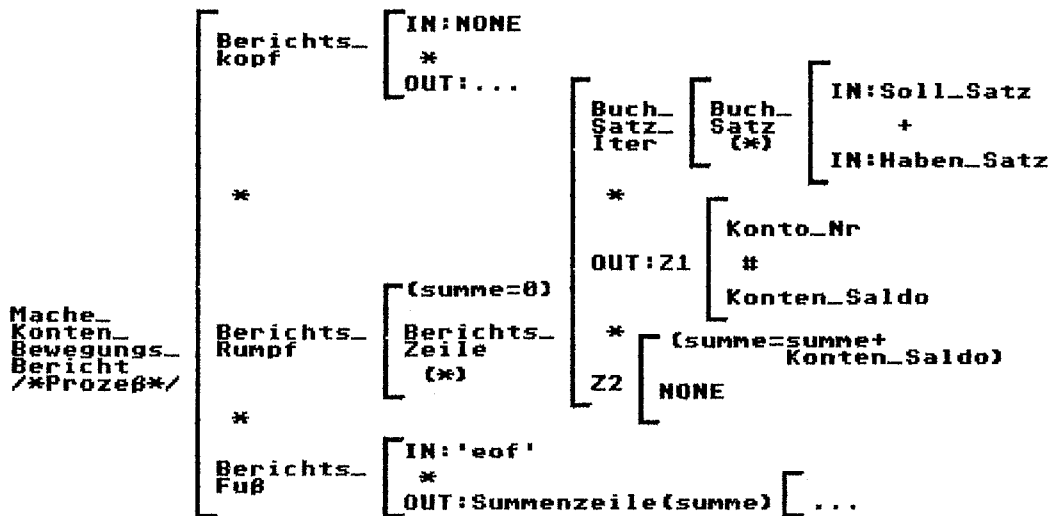 IN:NONE
Berichts_
kopf
*
OUT:...
Buch_
Satz_
Iter
Buch_
Satz
(*)
IN:Soll_Satz
+
IN:Haben_Satz
*
*
Konto_Nr
OUT:Z1
#
Konten_Saldo
Mache_
Konten_
Bewegungs_
Bericht
/*Prozeß*/
Berichts_
Rumpf
(summe=0)
Berichts_
Zeile
(*)
*
(summe=summe+
Konten_Saldo)
Z2
NONE
*
Berichts_
Fuß
IN:'eof'
*
OUT:Summenzeile(summe)
...